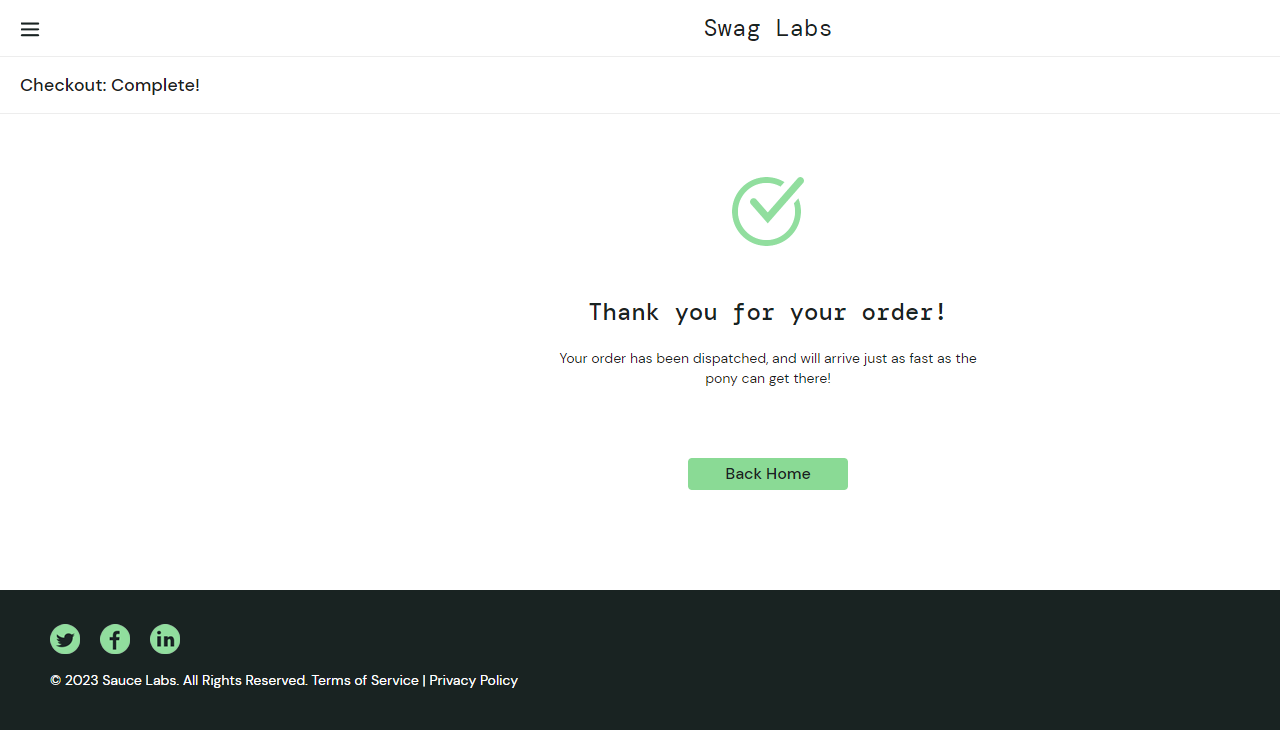 Swag Labs
Checkout: Complete!
Thank you for your order!
Your order has been dispatched, and will arrive just as fast as the
pony can get there!
Back Home
© 2023 Sauce Labs. All Rights Reserved. Terms of Service | Privacy Policy